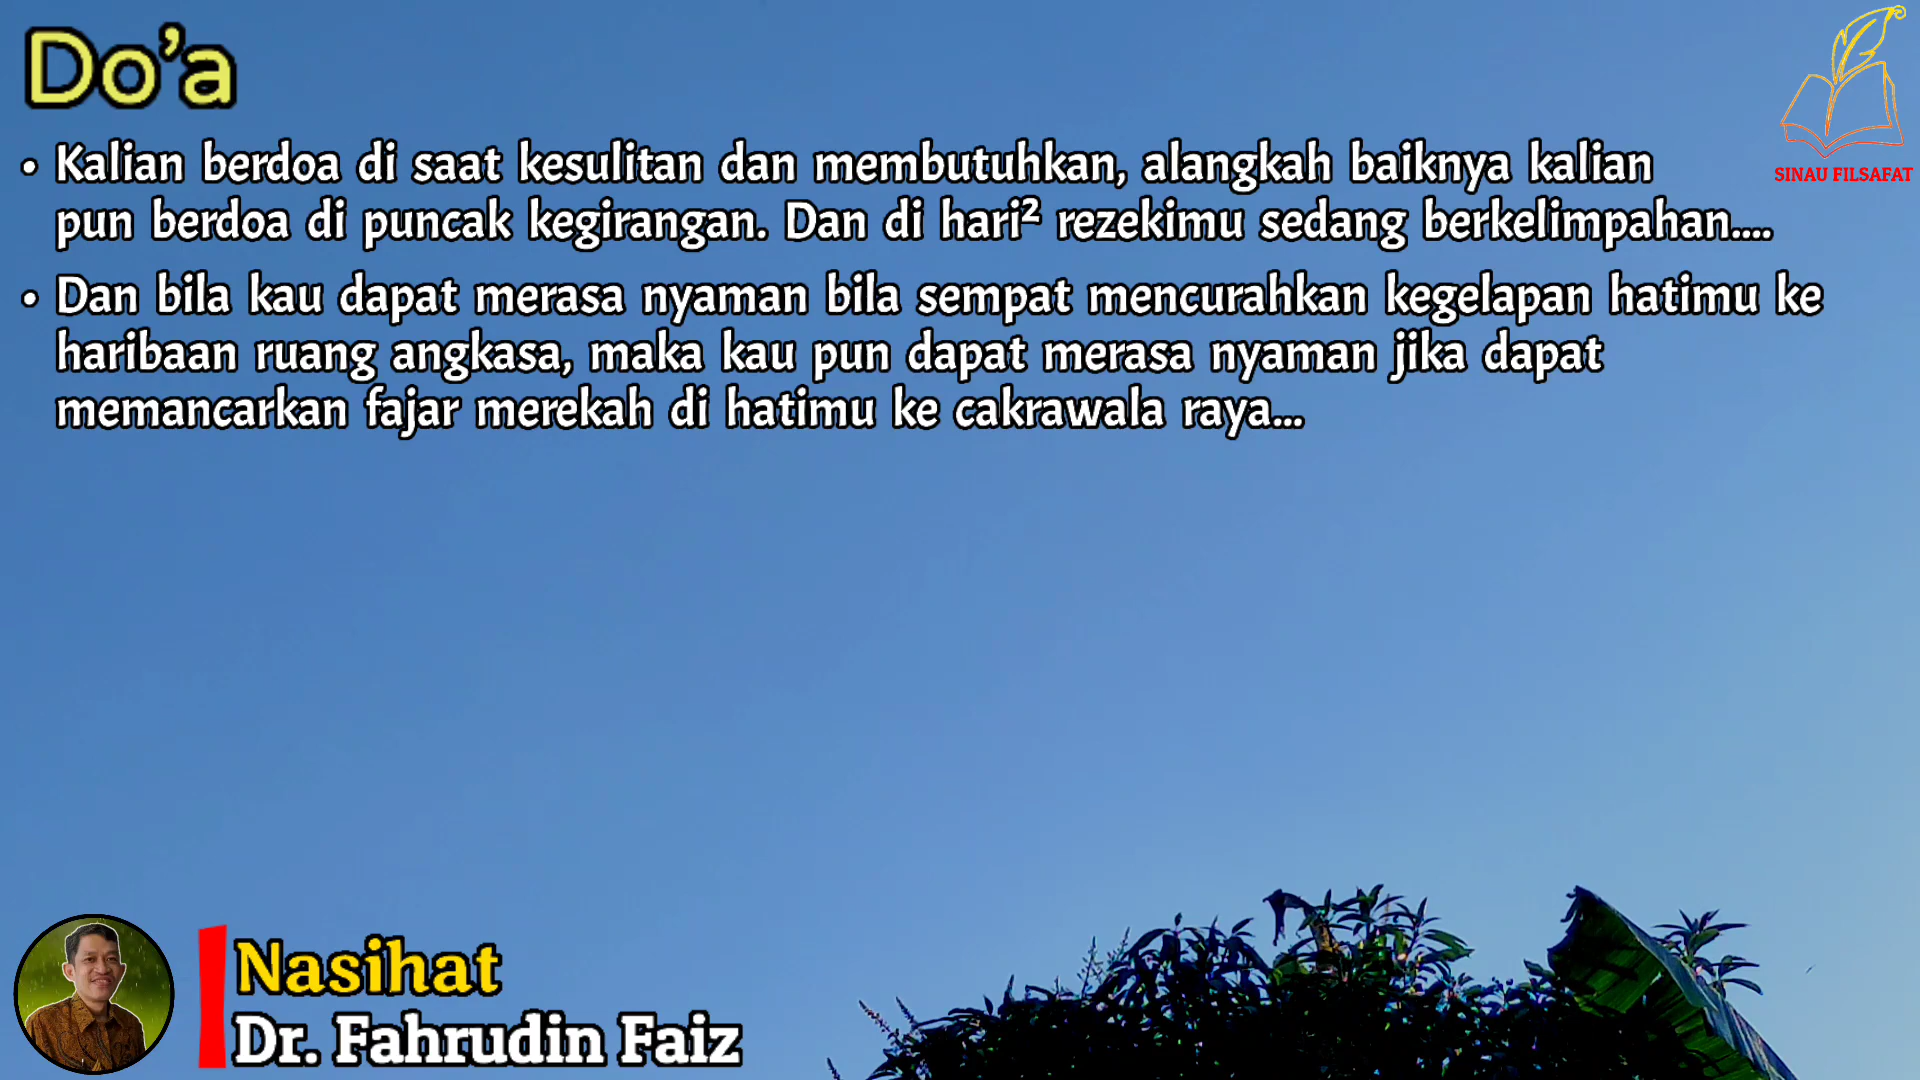 Do’a
SINAU FILSAFAT
• Kalian berdoa di saat kesulitan dan membutuhkan, alangkah baiknya kalian
pun berdoa di puncak kegirangan. Dan di hari² rezekimu sedang berkelimpahan....
• Dan bila kau dapat merasa nyaman bila sempat mencurahkan kegelapan hatimu ke
haribaan ruang angkasa, maka kau pun dapat merasa nyaman jika dapat
memancarkan fajar merekah di hatimu ke cakrawala raya...
Nasihat
Dr. Fahrudin Faiz